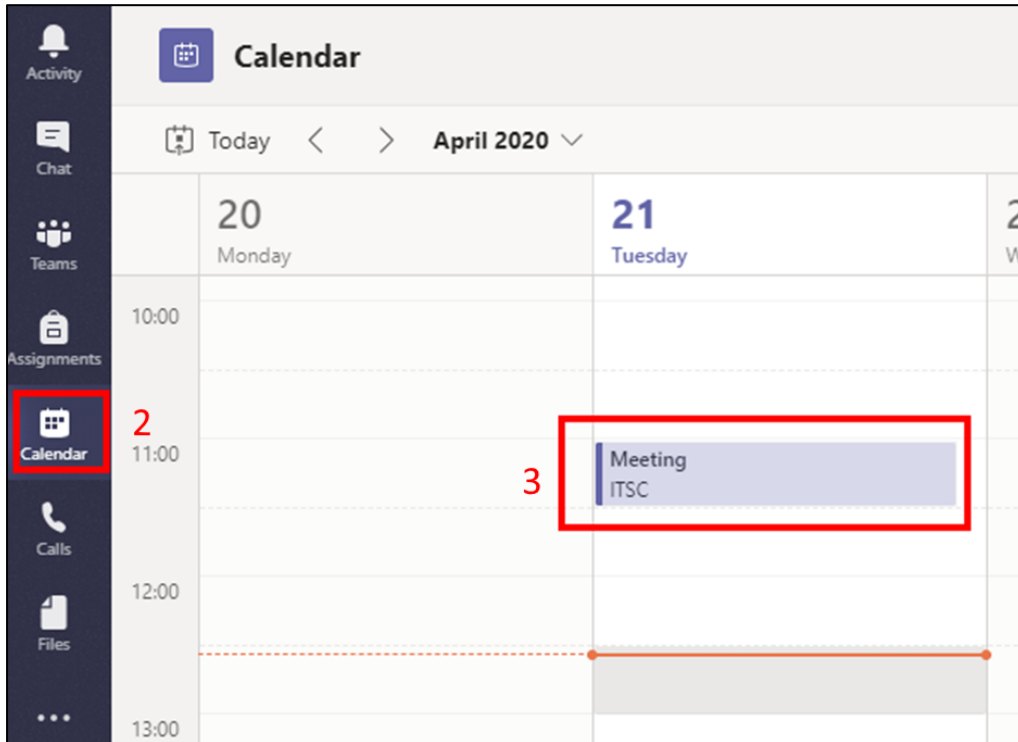 Activity
Chat
Teams
Assignments
Calendar
Calls
Files
Calendar
Today
April 2020
20
Monday
21
Tuesday
10:00
2
11:00
3
Meeting
ITSC
12:00
13:00